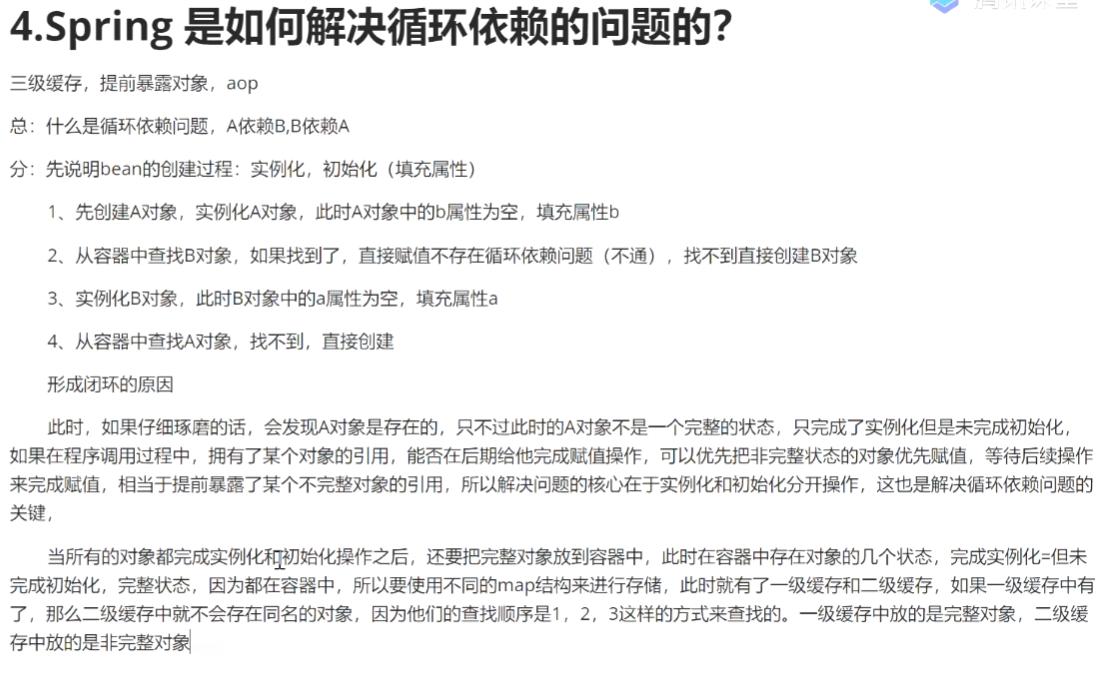 4.Spring 是如何解决循环依赖的问题的？
三级缓存，提前暴露对象，aop
总：什么是循环依赖问题，A依赖B,B依赖A
分：先说明bean的创建过程：实例化，初始化（填充属性）
1、先创建A对象，实例化A对象，此时A对象中的b属性为空，填充属性b
2、从容器中查找B对象，如果找到了，直接赋值不存在循环依赖问题（不通），找不到直接创建B对象
3、实例化B对象，此时B对象中的a属性为空，填充属性a
4、从容器中查找A对象，找不到，直接创建
形成闭环的原因
此时，如果仔细琢磨的话，会发现A对象是存在的，只不过此时的A对象不是一个完整的状态，只完成了实例化但是未完成初始化，
如果在程序调用过程中，拥有了某个对象的引用，能否在后期给他完成赋值操作，可以优先把非完整状态的对象优先赋值，等待后续操作
来完成赋值，相当于提前暴露了某个不完整对象的引用，所以解决问题的核心在于实例化和初始化分开操作，这也是解决循环依赖问题的
关键，
当所有的对象都完成实例化和初始化操作之后，还要把完整对象放到容器中，此时在容器中存在对象的几个状态，完成实例化=但未
完成初始化，完整状态，因为都在容器中，所以要使用不同的map结构来进行存储，此时就有了一级缓存和二级缓存，如果一级缓存中有
了，那么二级缓存中就不会存在同名的对象，因为他们的查找顺序是1，2，3这样的方式来查找的。一级缓存中放的是完整对象，二级缓
存中放的是非完整对象